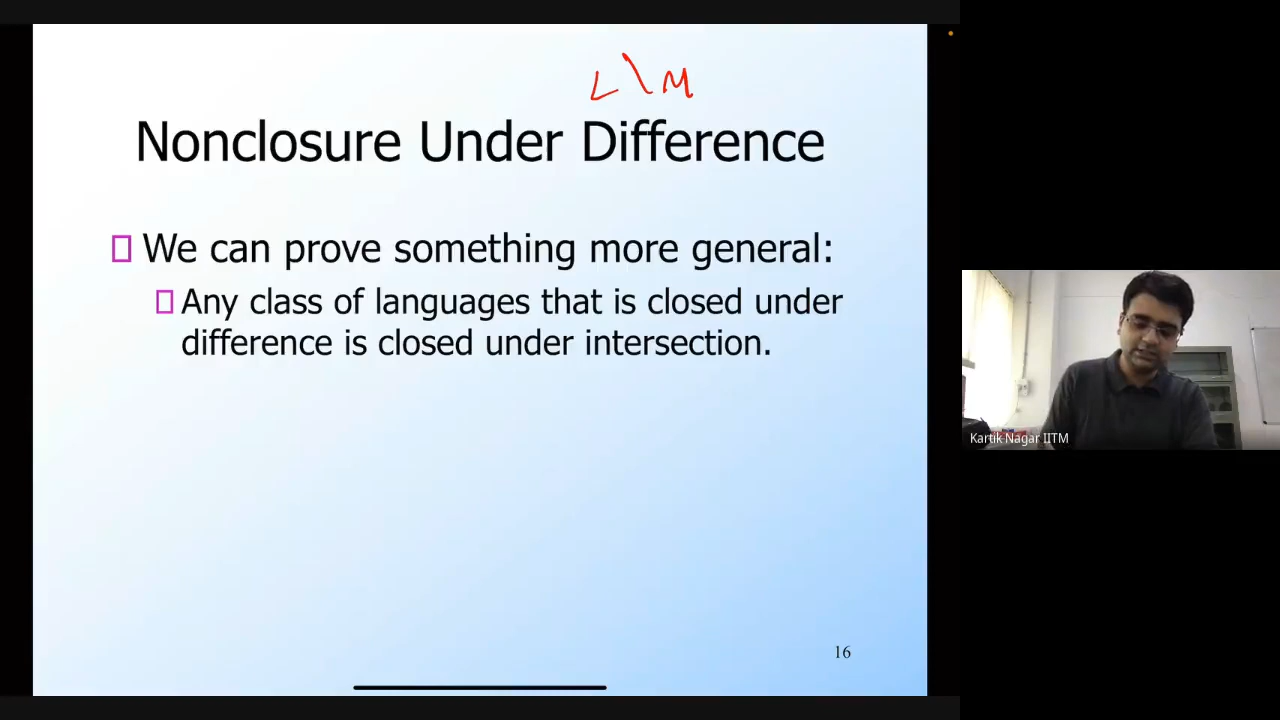 L\M
Nonclosure Under Difference
We can prove something more general:
Any class of languages that is closed under
difference is closed under intersection.
16
Kartik Nagar IITM